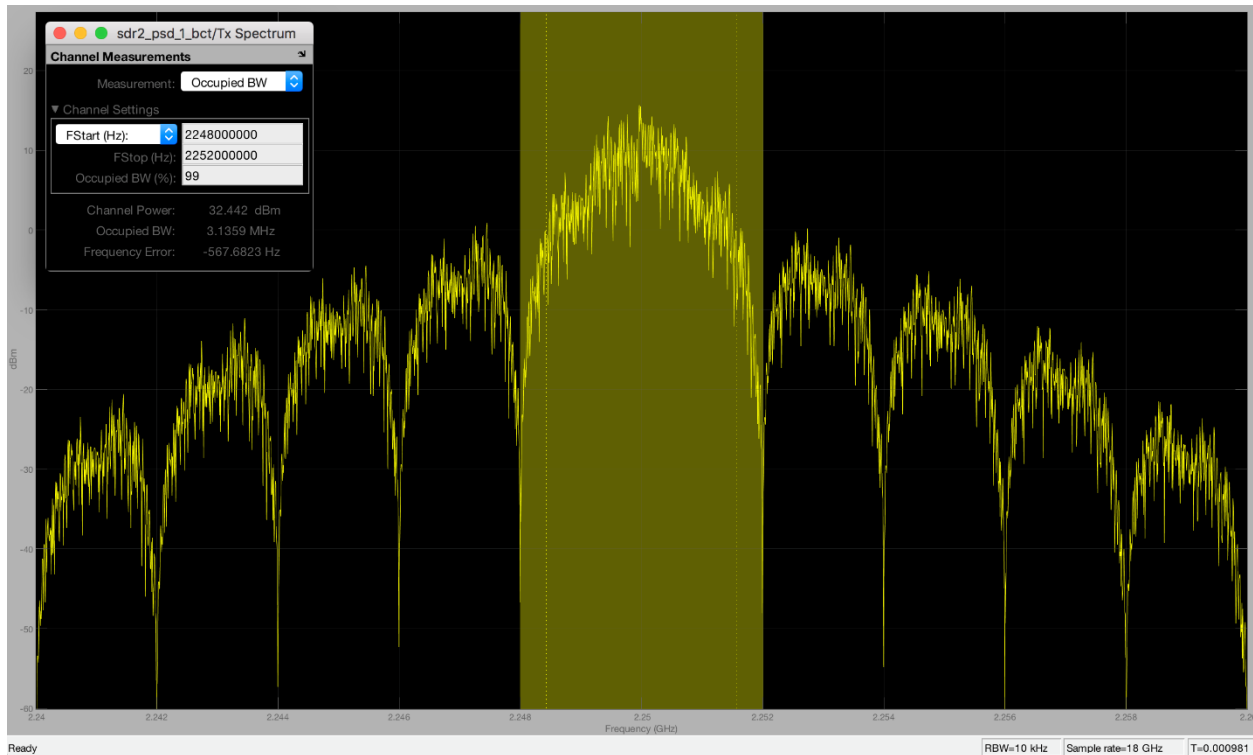 sdr2_psd_1_bct/Tx Spectrum
Channel Measurements
Measurement: Occupied BW
▼ Channel Settings
FStart (Hz): 2248000000
FStop (Hz): 2252000000
Occupied BW (%): 99
Channel Power: 32.442 dBm
Occupied BW: 3.1359 MHz
Frequency Error: -567.6823 Hz
20
10
0
-10
-20
-30
-40
-50
-60
dBm
2.24 2.242 2.244 2.246 2.248 2.25 2.252 2.254 2.256 2.258
Frequency (GHz)
Ready RBW=10 kHz Sample rate=18 GHz T=0.000981